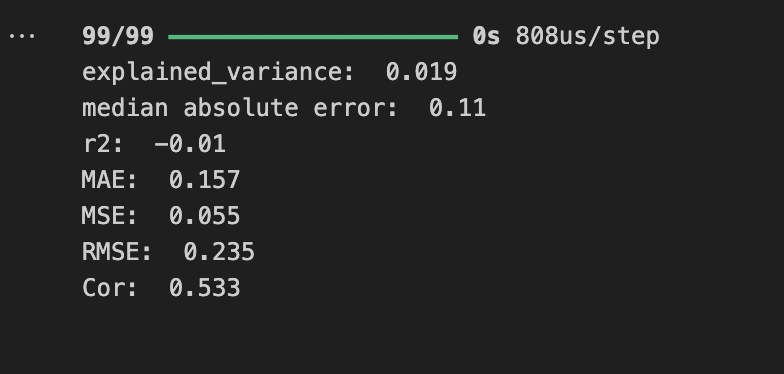 99/99 0s 808us/step
explained_variance: 0.019
median absolute error: 0.11
r2: -0.01
MAE: 0.157
MSE: 0.055
RMSE: 0.235
Cor: 0.533